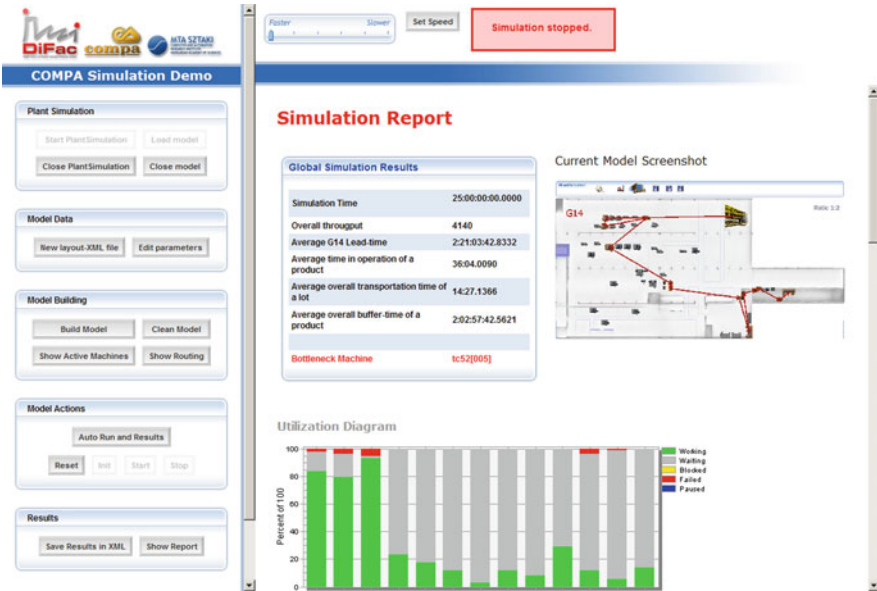 DiFac
compa
MTA SZTAKI
COMPA Simulation Demo
Plant Simulation
Start PlantSimulation
Load model
Close PlantSimulation
Close model
Model Data
New layout-XML file
Edit parameters
Model Building
Build Model
Clean Model
Show Active Machines
Show Routing
Model Actions
Auto Run and Results
Reset
Init
Start
Stop
Results
Save Results in XML
Show Report
Faster
Slower
Set Speed
Simulation stopped.
Simulation Report
Global Simulation Results
Simulation Time 25:00:00:00.0000
Overall througput 4140
Average G14 Lead-time 2:21:03:42.8332
Average time in operation of a
product 36:04.0090
Average overall transportation time of
a lot 14:27.1366
Average overall buffer-time of a
product 2:02:57:42.5621
Bottleneck Machine tc52[005]
Current Model Screenshot
G14
Ratio 1:2
Utilization Diagram
Percent of 100
100
80
60
40
20
0
Working
Waiting
Blocked
Failed
Paused